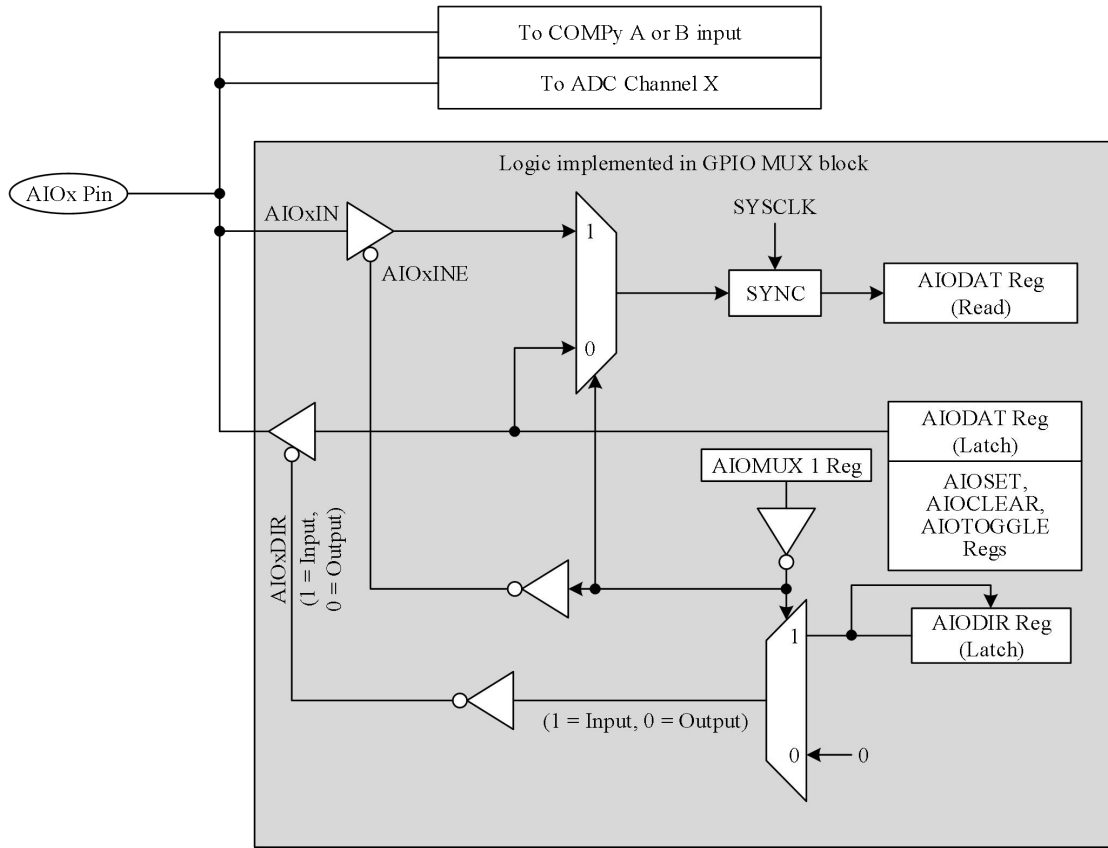 To COMPy A or B input
To ADC Channel X
Logic implemented in GPIO MUX block
AIOx Pin
AIOxIN
SYSCLK
1
AIOxINE
SYNC
AIODAT Reg
(Read)
0
AIODAT Reg
(Latch)
AIOMUX 1 Reg
AIOSET,
AIOCLEAR,
AIOTOGGLE
Regs
AIOxDIR
(1 = Input,
0 = Output)
1
AIODIR Reg
(Latch)
(1 = Input, 0 = Output)
0
0